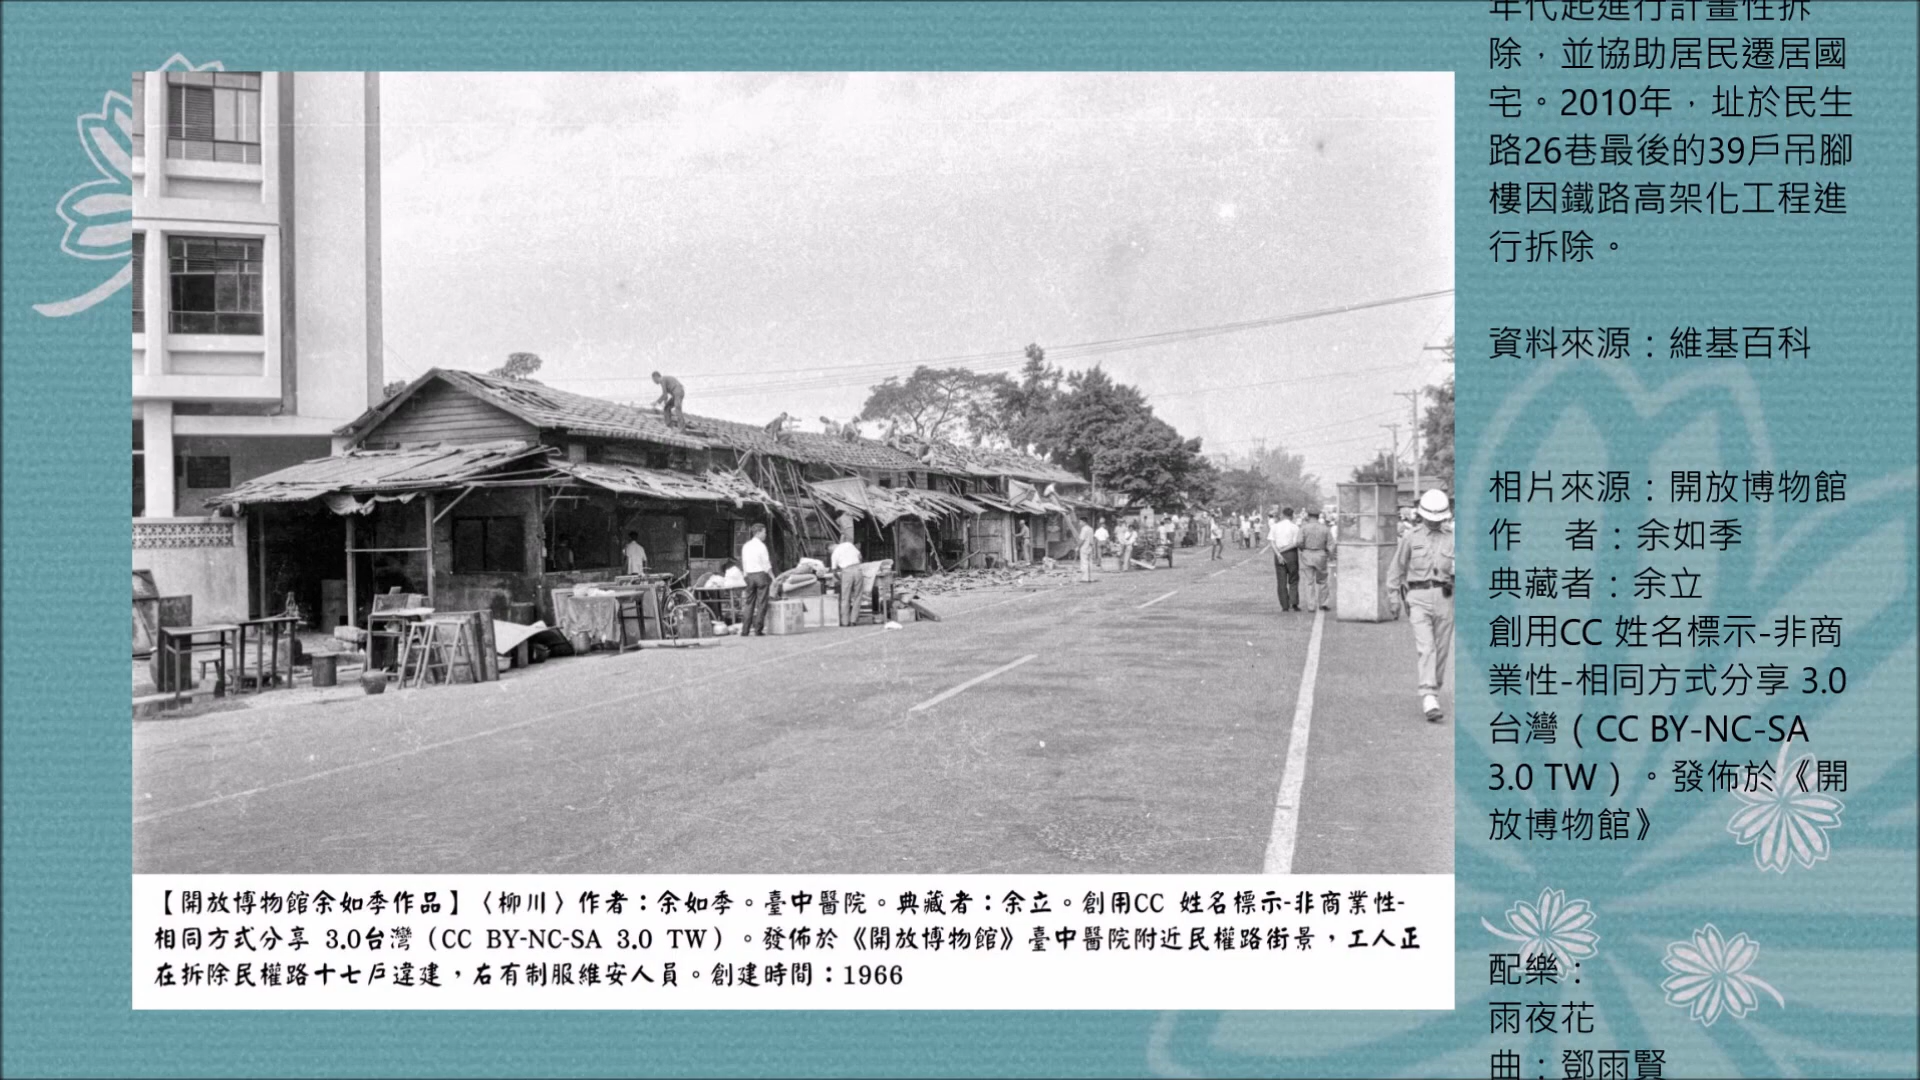 【開放博物館余如季作品】〈柳川〉作者：余如季。臺中醫院。典藏者：余立。創用CC 姓名標示-非商業性-
相同方式分享 3.0台灣（CC BY-NC-SA 3.0 TW）。發佈於《開放博物館》臺中醫院附近民權路街景，工人正
在拆除民權路十七戶違建，右有制服維安人員。創建時間：1966
年代起進行計畫性拆
除，並協助居民遷居國
宅。2010年，址於民生
路26巷最後的39戶吊腳
樓因鐵路高架化工程進
行拆除。
資料來源：維基百科
相片來源：開放博物館
作　者：余如季
典藏者：余立
創用CC 姓名標示-非商
業性-相同方式分享 3.0
台灣（CC BY-NC-SA
3.0 TW）。發佈於《開
放博物館》
配樂：
雨夜花
曲：鄧雨賢